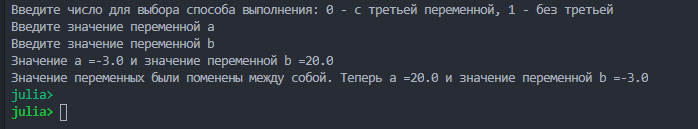 Введите число для выбора способа выполнения: 0 - с третьей переменной, 1 - без третьей
Введите значение переменной a
Введите значение переменной b
Значение a =-3.0 и значение переменной b =20.0
Значение переменных были поменены между собой. Теперь a =20.0 и значение переменной b =-3.0
julia>
julia>